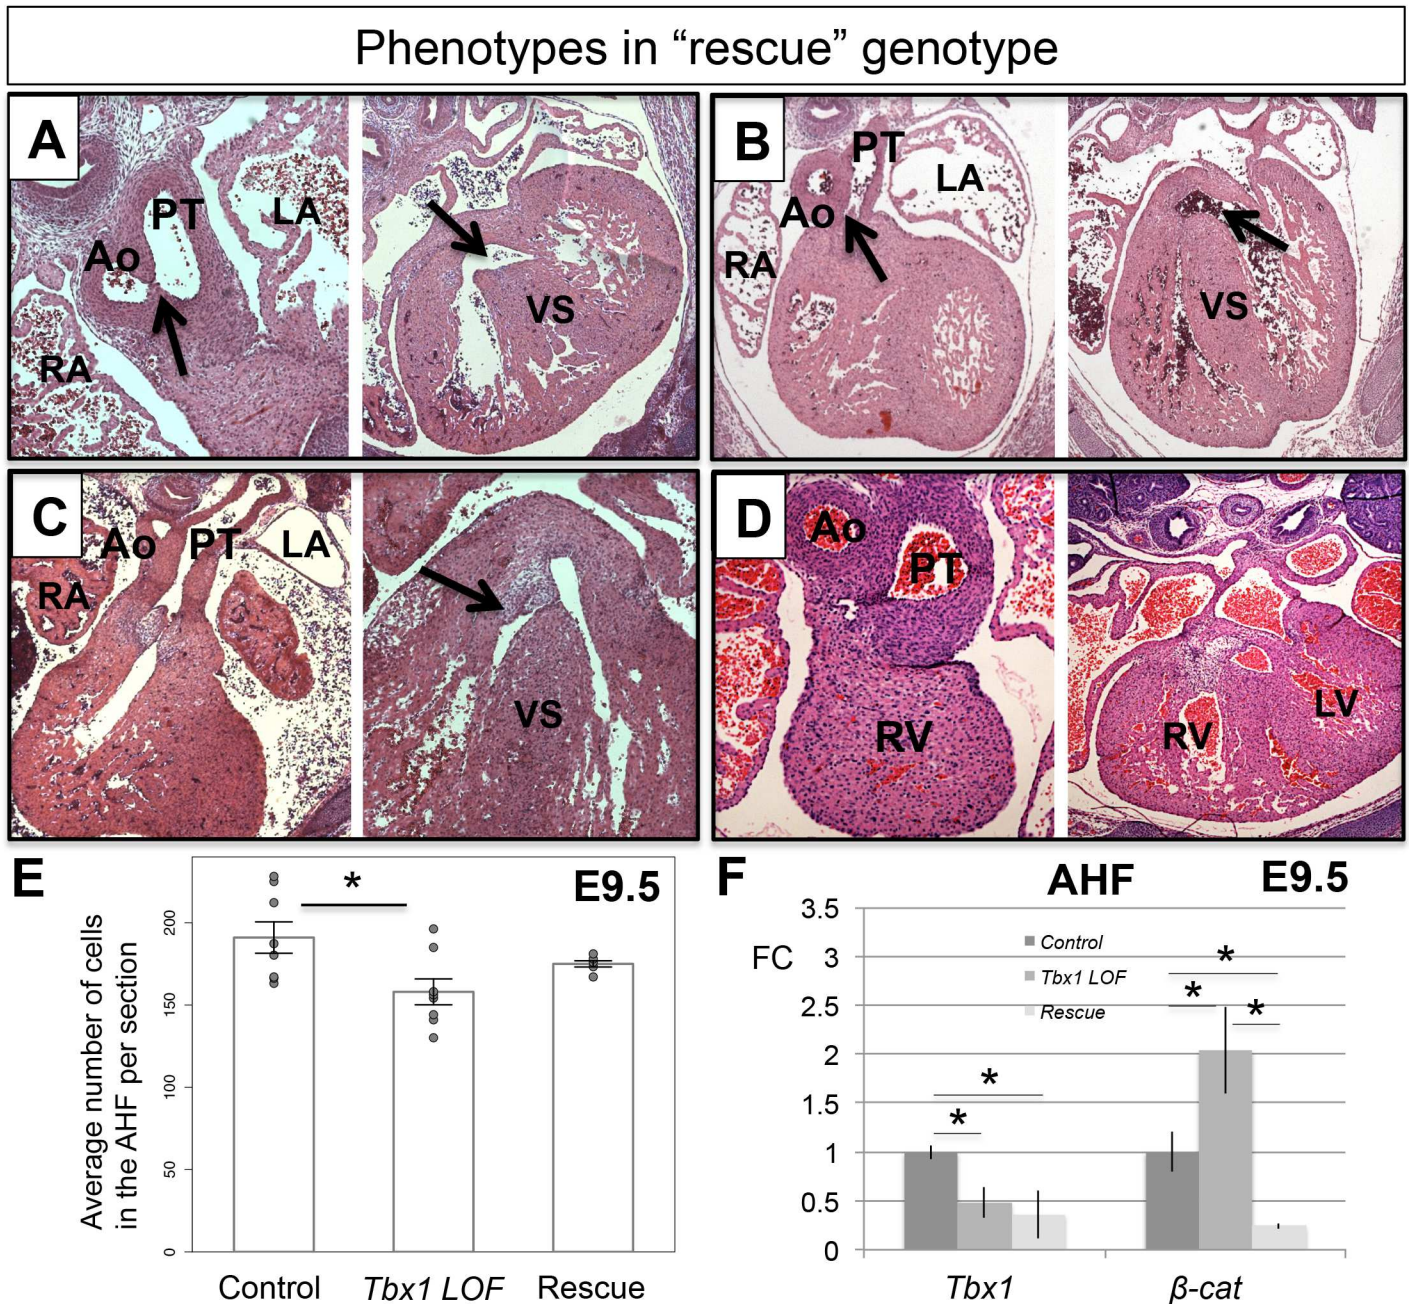 Phenotypes in “rescue” genotype
A
PT
LA
Ao
RA
VS
B
PT
LA
Ao
RA
VS
C
Ao
PT
LA
RA
VS
D
Ao
PT
RV
RV
LV
E
E9.5
*
Average number of cells
in the AHF per section
200
150
100
50
0
Control
Tbx1 LOF
Rescue
F
AHF
E9.5
FC
3.5
3
2.5
2
1.5
1
0.5
0
Control
Tbx1 LOF
Rescue
*
*
*
*
*
Tbx1
β-cat